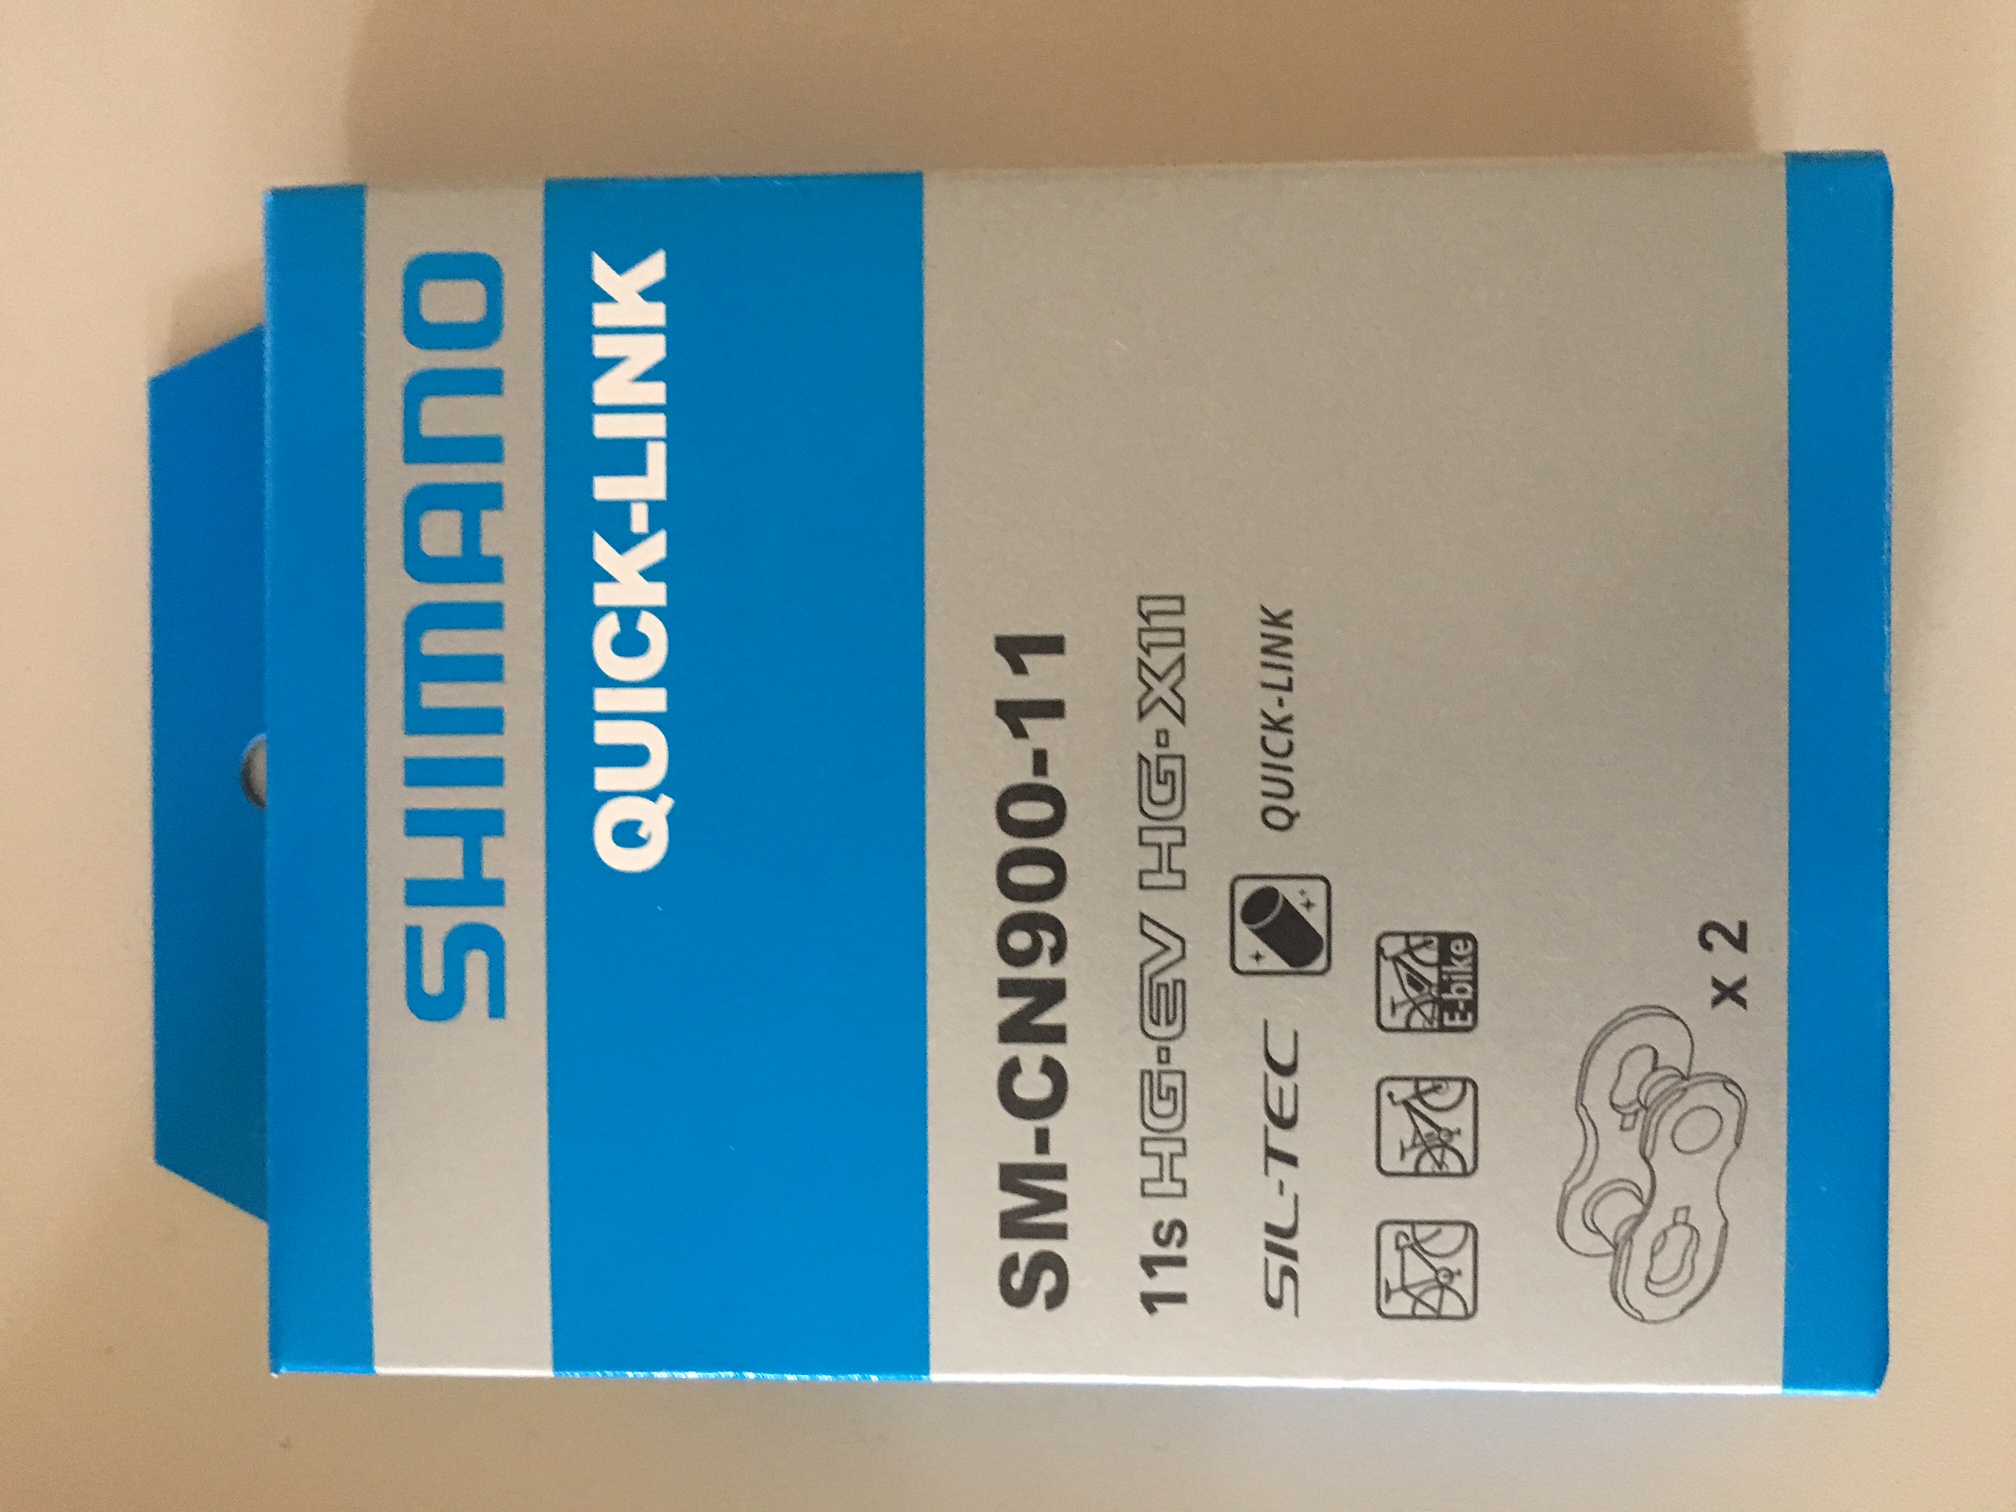 SHIMANO
QUICK-LINK
SM-CN900-11
11s HG-EV HG-X11
SIL-TEC QUICK-LINK
E-bike
x 2